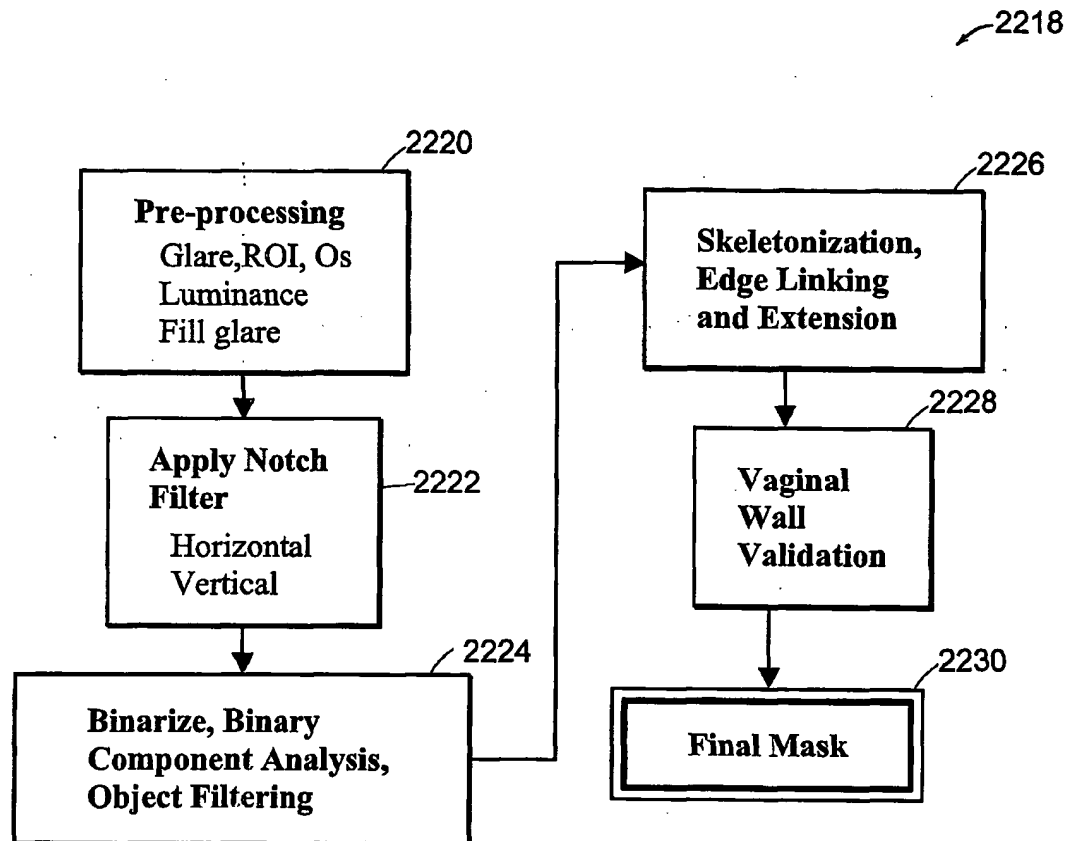 2218
2220
Pre-processing
Glare,ROI, Os
Luminance
Fill glare
Apply Notch
Filter
2222
Horizontal
Vertical
2224
Binarize, Binary
Component Analysis,
Object Filtering
2226
Skeletonization,
Edge Linking
and Extension
2228
Vaginal
Wall
Validation
2230
Final Mask